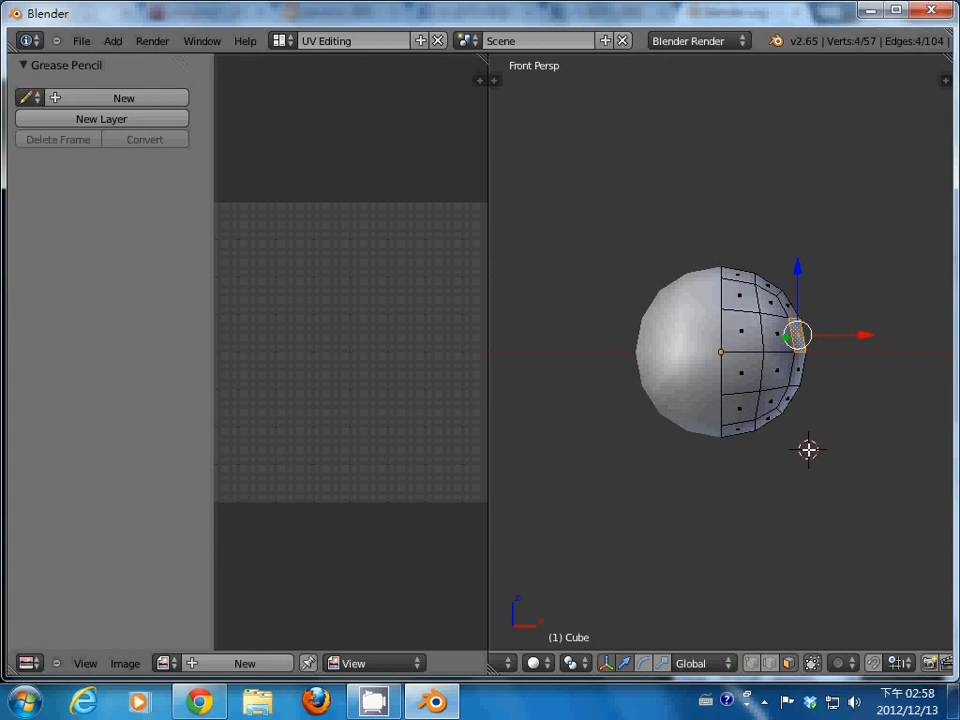 Blender
File Add Render Window Help UV Editing Scene Blender Render v2.65 | Verts:4/57 | Edges:4/104 |
Grease Pencil
New
New Layer
Delete Frame Convert
Front Persp
z
x
(1) Cube
View Image New View Global
下午 02:58
2012/12/13